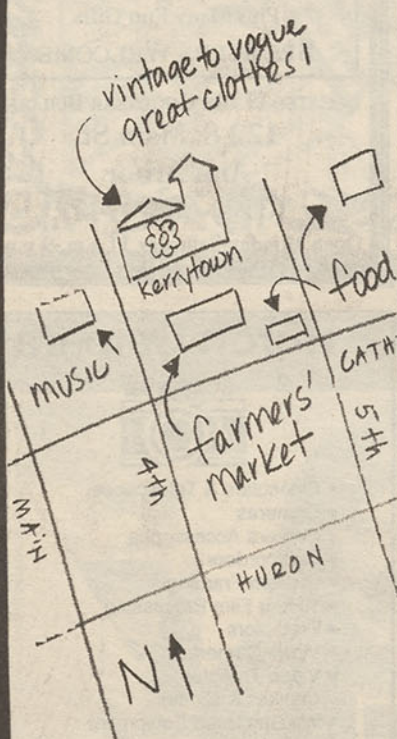 vintage to vogue
great clothes!
Kerrytown
food
music
CATH
farmers'
market
5th
4th
MAIN
HURON
N